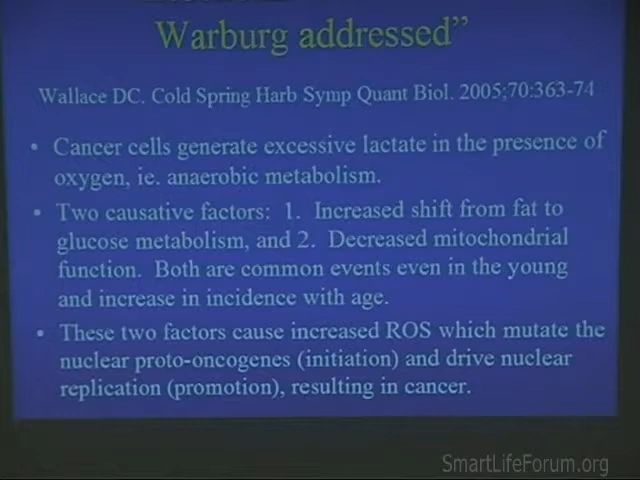 Warburg addressed”
Wallace DC. Cold Spring Harb Symp Quant Biol. 2005;70:363-74
• Cancer cells generate excessive lactate in the presence of
oxygen, ie. anaerobic metabolism.
• Two causative factors: 1. Increased shift from fat to
glucose metabolism, and 2. Decreased mitochondrial
function. Both are common events even in the young
and increase in incidence with age.
• These two factors cause increased ROS which mutate the
nuclear proto-oncogenes (initiation) and drive nuclear
replication (promotion), resulting in cancer.
SmartLifeForum.org